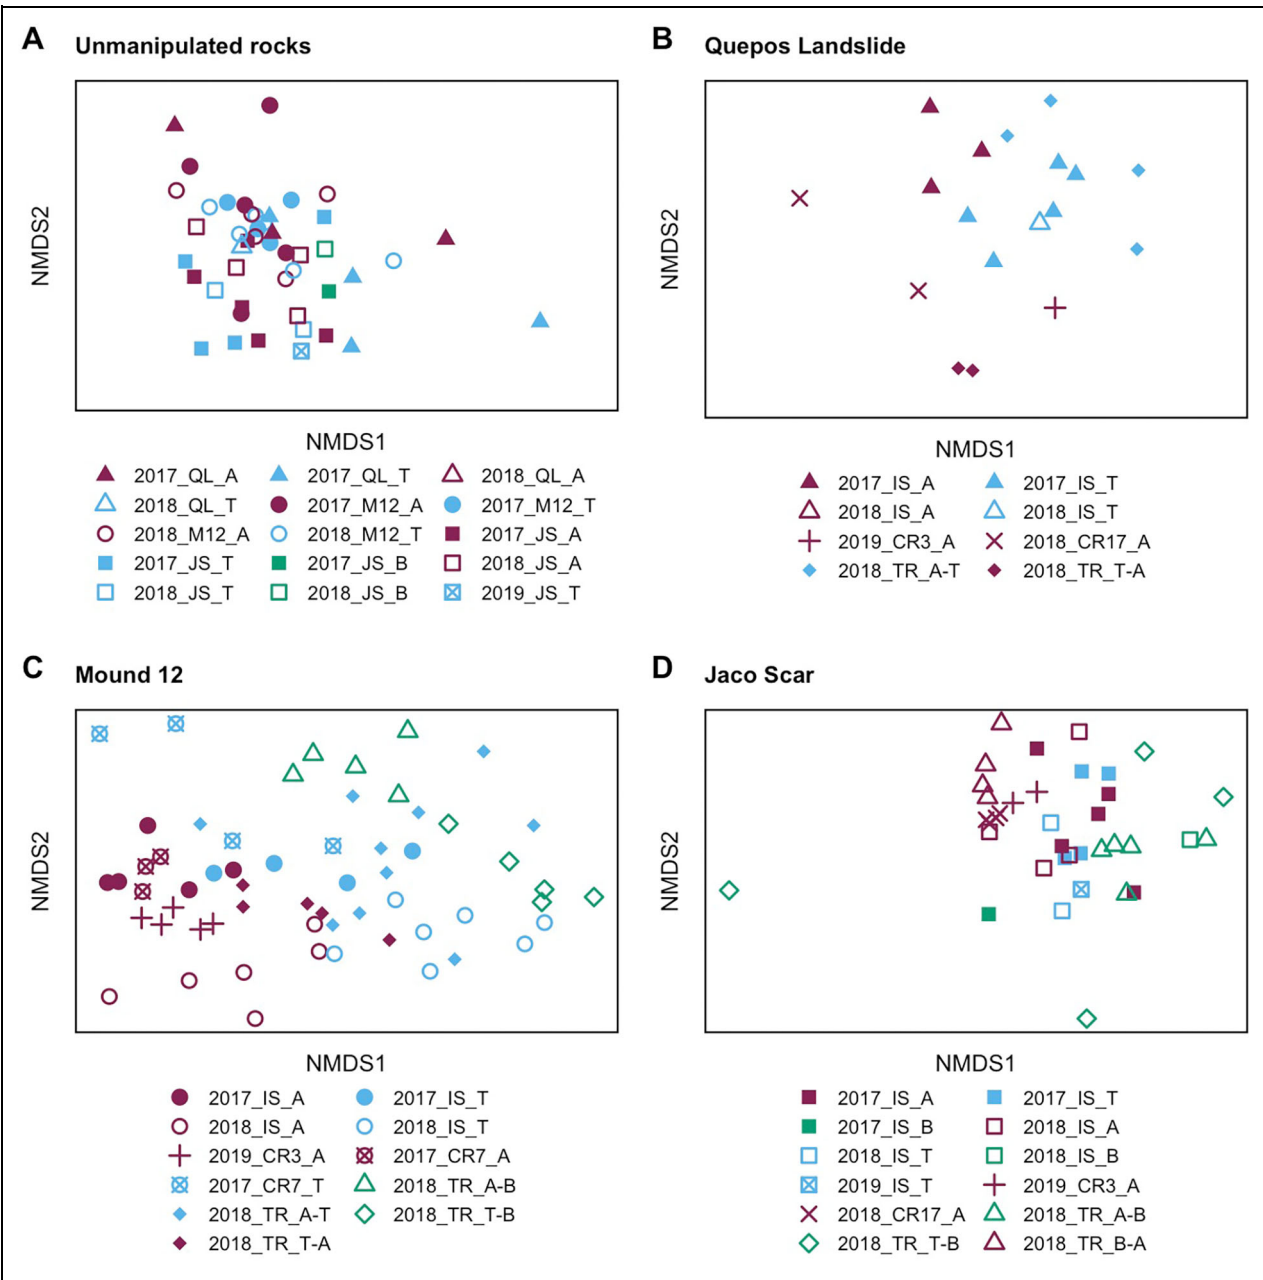 A Unmanipulated rocks
NMDS2
NMDS1
2017_QL_A 2017_QL_T 2018_QL_A
2018_QL_T 2017_M12_A 2017_M12_T
2018_M12_A 2018_M12_T 2017_JS_A
2017_JS_T 2017_JS_B 2018_JS_A
2018_JS_T 2018_JS_B 2019_JS_T
B Quepos Landslide
NMDS2
NMDS1
2017_IS_A 2017_IS_T
2018_IS_A 2018_IS_T
2019_CR3_A 2018_CR17_A
2018_TR_A-T 2018_TR_T-A
C Mound 12
NMDS2
NMDS1
2017_IS_A 2017_IS_T
2018_IS_A 2018_IS_T
2019_CR3_A 2017_CR7_A
2017_CR7_T 2018_TR_A-B
2018_TR_A-T 2018_TR_T-B
2018_TR_T-A
D Jaco Scar
NMDS2
NMDS1
2017_IS_A 2017_IS_T
2017_IS_B 2018_IS_A
2018_IS_T 2018_IS_B
2019_IS_T 2019_CR3_A
2018_CR17_A 2018_TR_A-B
2018_TR_T-B 2018_TR_B-A